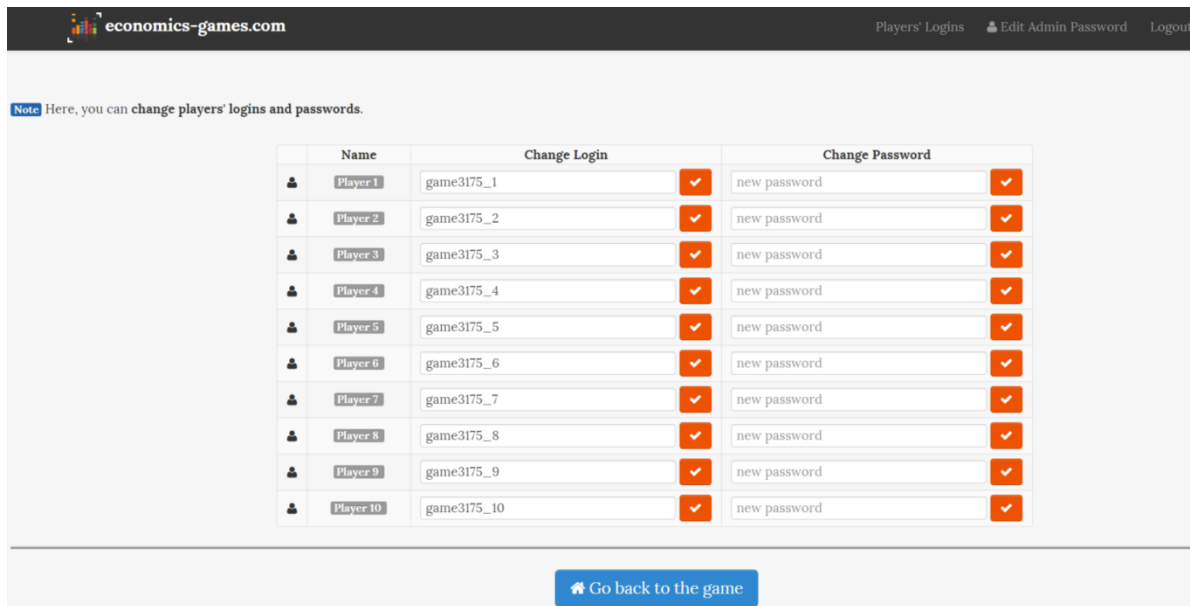 economics-games.com Players' Logins Edit Admin Password Logout
Note Here, you can change players' logins and passwords.
Name Change Login Change Password
Player 1 game3175_1 new password
Player 2 game3175_2 new password
Player 3 game3175_3 new password
Player 4 game3175_4 new password
Player 5 game3175_5 new password
Player 6 game3175_6 new password
Player 7 game3175_7 new password
Player 8 game3175_8 new password
Player 9 game3175_9 new password
Player 10 game3175_10 new password
Go back to the game